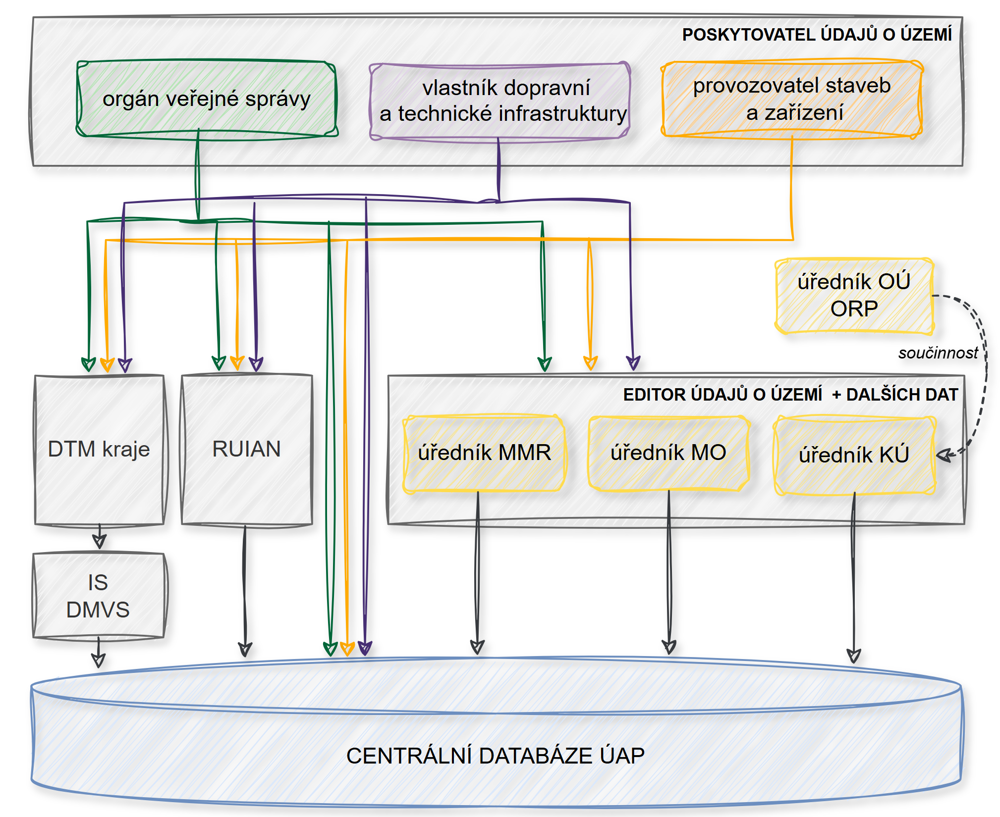 POSKYTOVATEL ÚDAJŮ O ÚZEMÍ
orgán veřejné správy
vlastník dopravní
a technické infrastruktury
provozovatel staveb
a zařízení
úředník OÚ
ORP
součinnost
EDITOR ÚDAJŮ O ÚZEMÍ + DALŠÍCH DAT
DTM kraje
RUIAN
úředník MMR
úředník MO
úředník KÚ
IS
DMVS
CENTRÁLNÍ DATABÁZE ÚAP